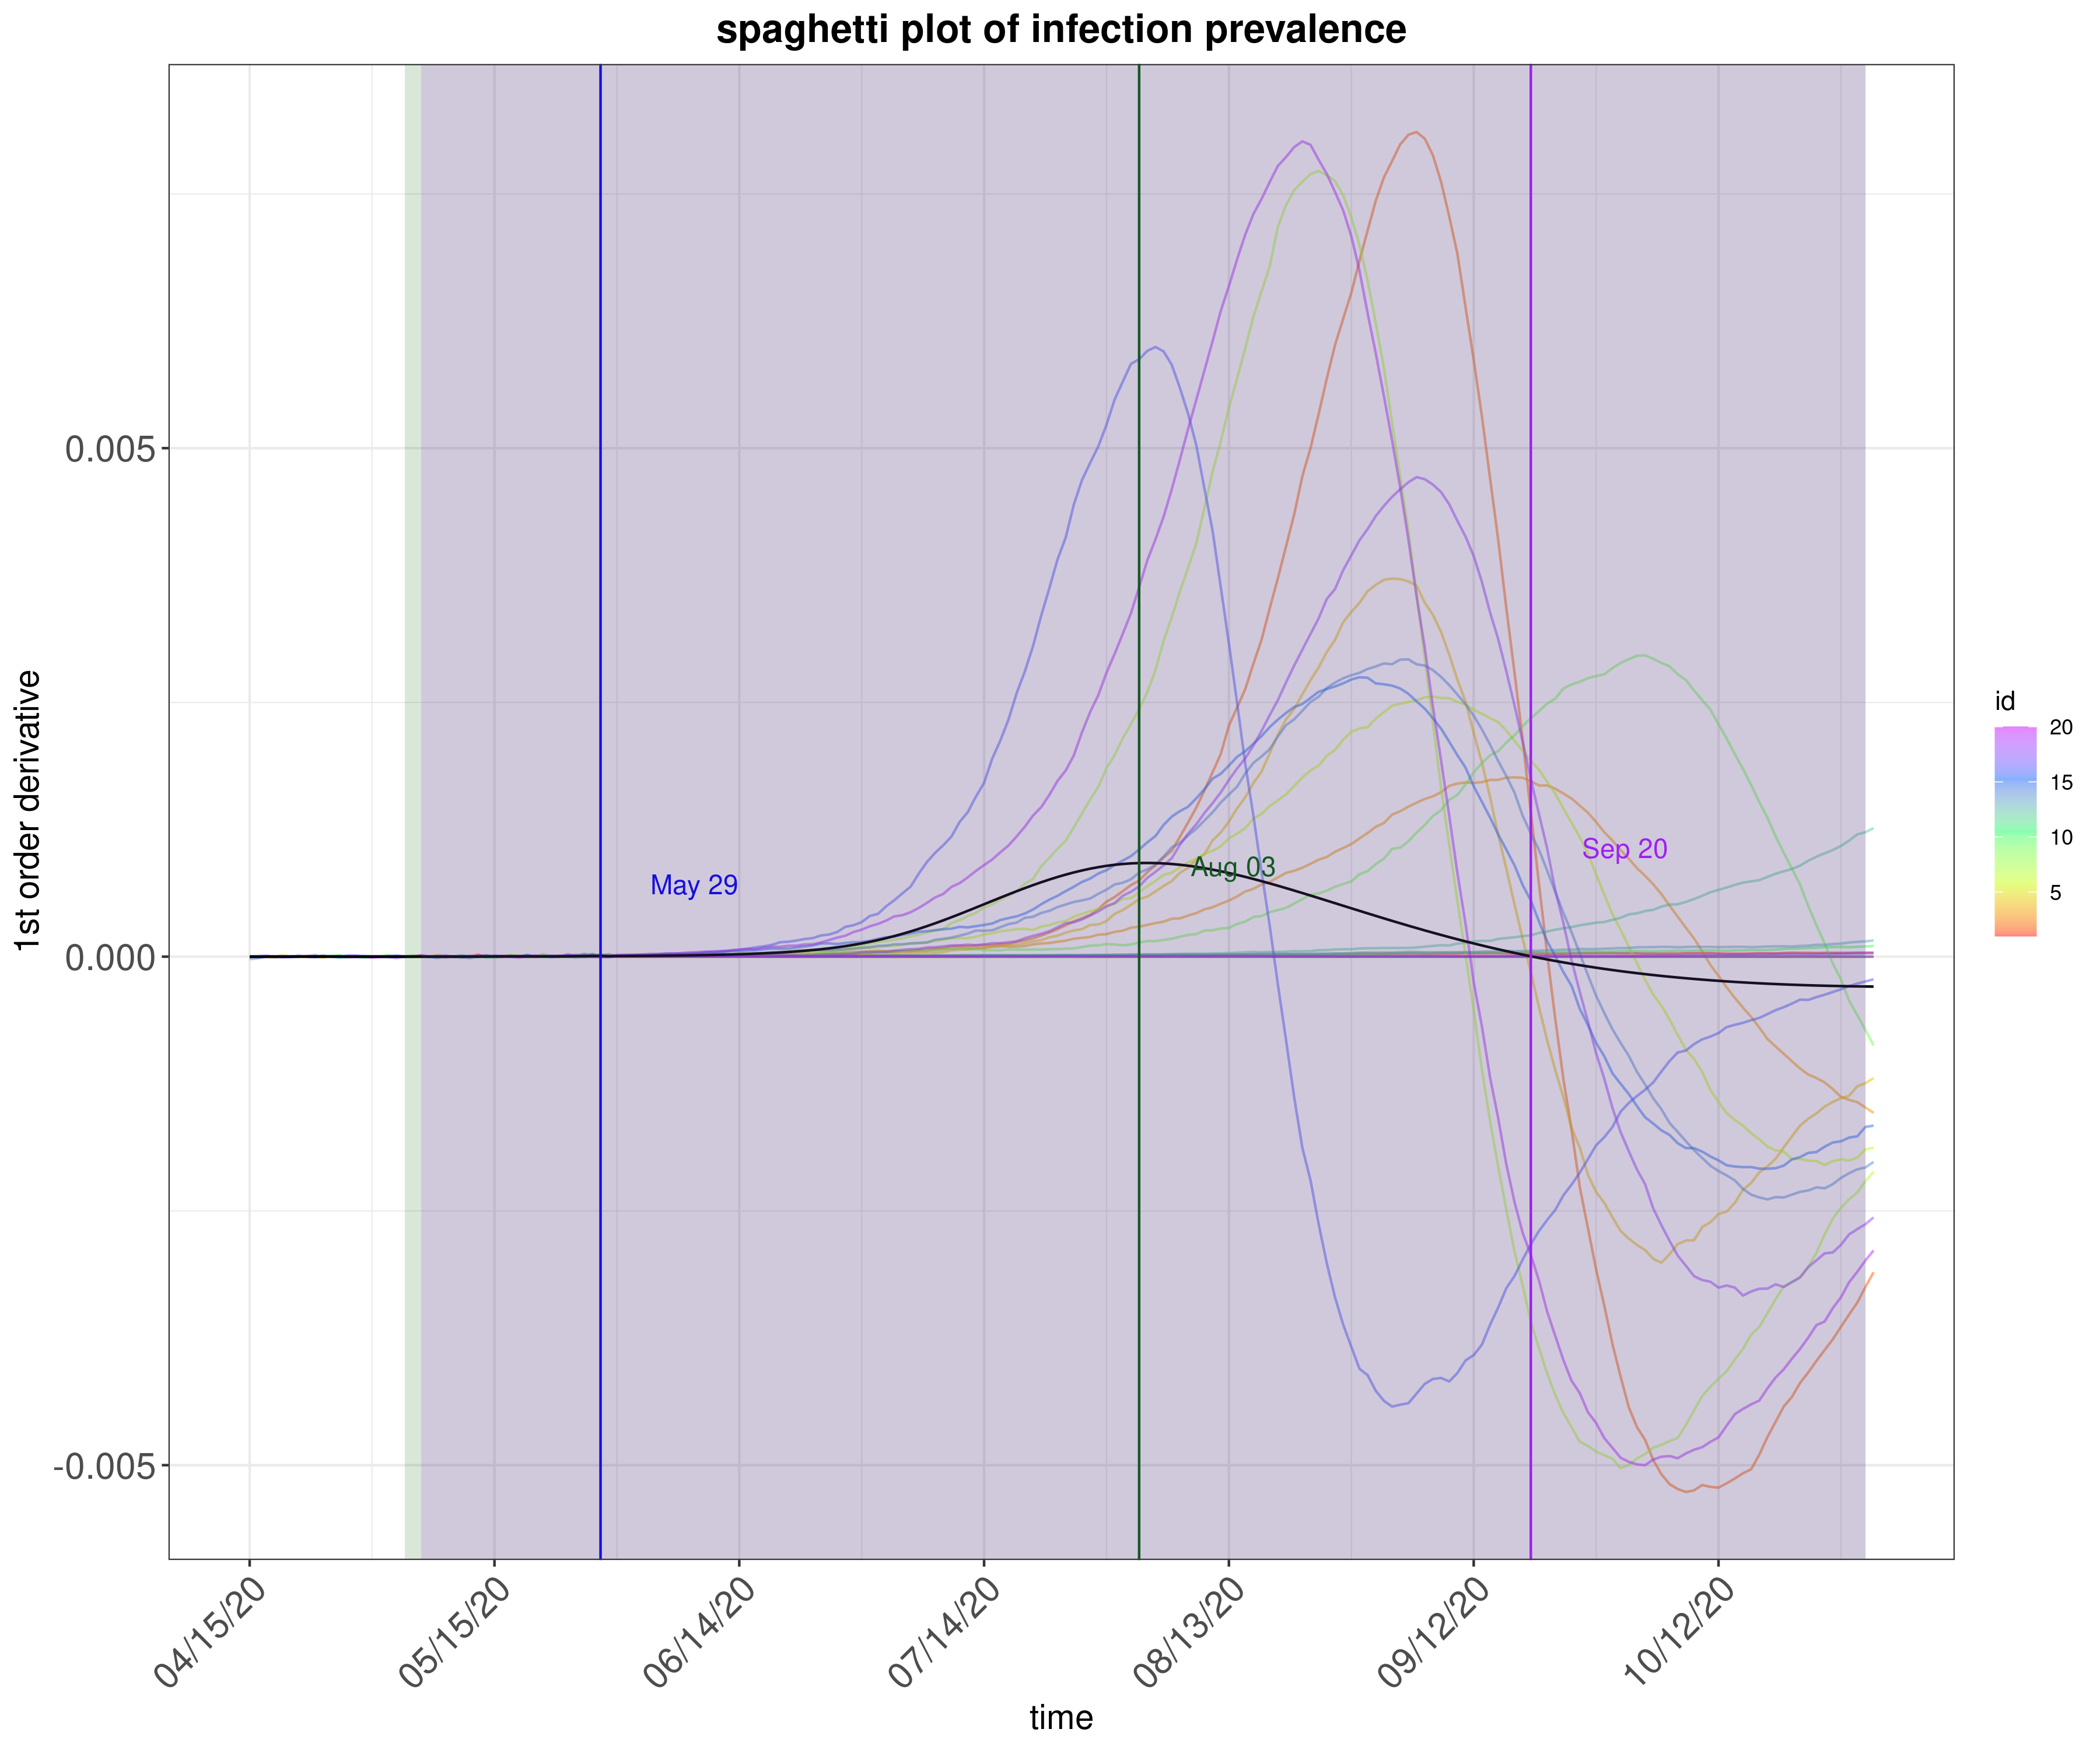 spaghetti plot of infection prevalence
1st order derivative
0.005
0.000
-0.005
May 29
Aug 03
Sep 20
id
20
15
10
5
04/15/20
05/15/20
06/14/20
07/14/20
08/13/20
09/12/20
10/12/20
time